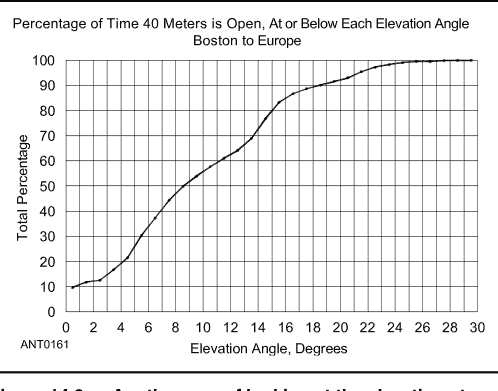 Percentage of Time 40 Meters is Open, At or Below Each Elevation Angle
Boston to Europe
Total Percentage
100
90
80
70
60
50
40
30
20
10
0
0 2 4 6 8 10 12 14 16 18 20 22 24 26 28 30
ANT0161
Elevation Angle, Degrees